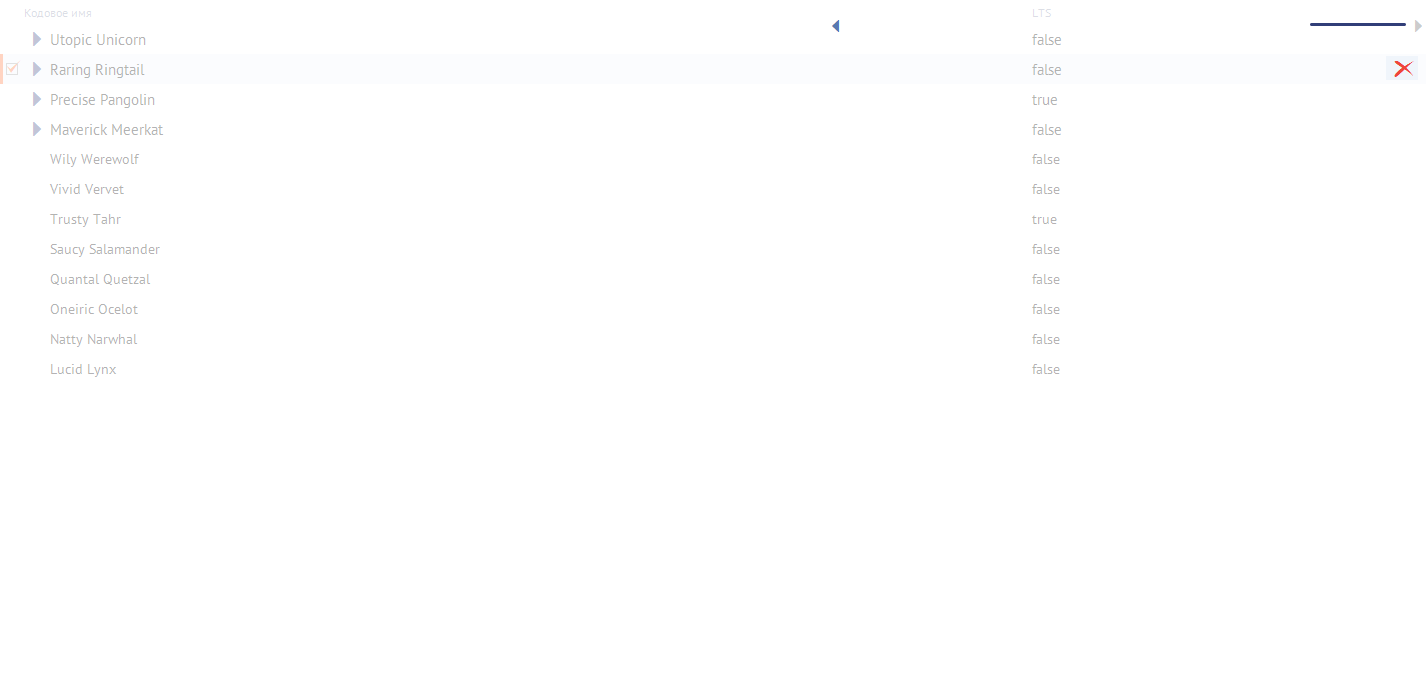 Кодовое имя LTS
Utopic Unicorn false
Raring Ringtail false
Precise Pangolin true
Maverick Meerkat false
Wily Werewolf false
Vivid Vervet false
Trusty Tahr true
Saucy Salamander false
Quantal Quetzal false
Oneiric Ocelot false
Natty Narwhal false
Lucid Lynx false